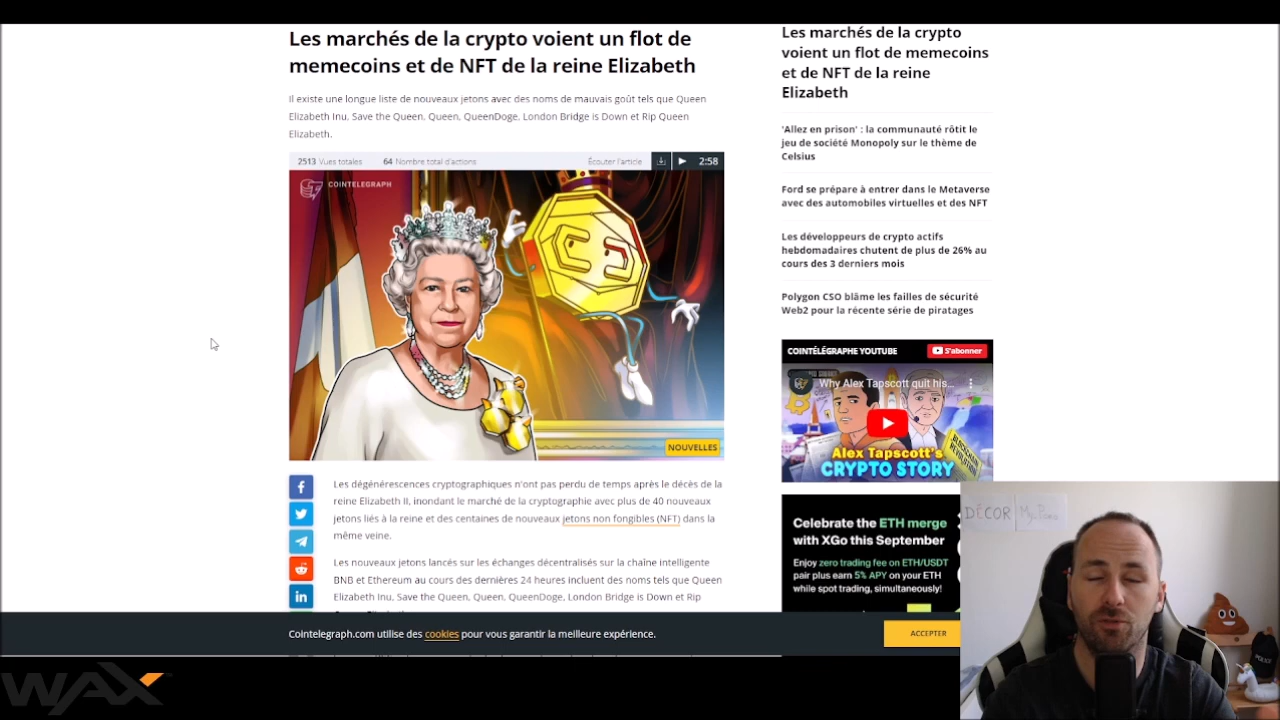 Les marchés de la crypto voient un flot de
memecoins et de NFT de la reine Elizabeth
Il existe une longue liste de nouveaux jetons avec des noms de mauvais goût tels que Queen
Elizabeth Inu, Save the Queen, Queen, QueenDoge, London Bridge is Down et Rip Queen
Elizabeth.
2513 Vues totales
64 Nombre total d'actions
Écouter l'article
2:58
COINTELEGRAPH
NOUVELLES
Les dégénérescences cryptographiques n'ont pas perdu de temps après le décès de la
reine Elizabeth II, inondant le marché de la cryptographie avec plus de 40 nouveaux
jetons liés à la reine et des centaines de nouveaux jetons non fongibles (NFT) dans la
même veine.
Les nouveaux jetons lancés sur les échanges décentralisés sur la chaîne intelligente
BNB et Ethereum au cours des dernières 24 heures incluent des noms tels que Queen
Elizabeth Inu, Save the Queen, Queen, QueenDoge, London Bridge is Down et Rip
Les marchés de la crypto
voient un flot de memecoins
et de NFT de la reine
Elizabeth
'Allez en prison' : la communauté rôtit le
jeu de société Monopoly sur le thème de
Celsius
Ford se prépare à entrer dans le Metaverse
avec des automobiles virtuelles et des NFT
Les développeurs de crypto actifs
hebdomadaires chutent de plus de 26% au
cours des 3 derniers mois
Polygon CSO blâme les failles de sécurité
Web2 pour la récente série de piratages
COINTÉLÉGRAPHE YOUTUBE
S'abonner
Why Alex Tapscott quit his...
BLOCKCHAIN
REVOLUTION
ALEX TAPSCOTT'S
CRYPTO STORY
Celebrate the ETH merge
with XGo this September
Enjoy zero trading fee on ETH/USDT
pair plus earn 5% APY on your ETH
while spot trading, simultaneously!
Cointelegraph.com utilise des cookies pour vous garantir la meilleure expérience.
ACCEPTER
DÉCOR
POLICE
WAX